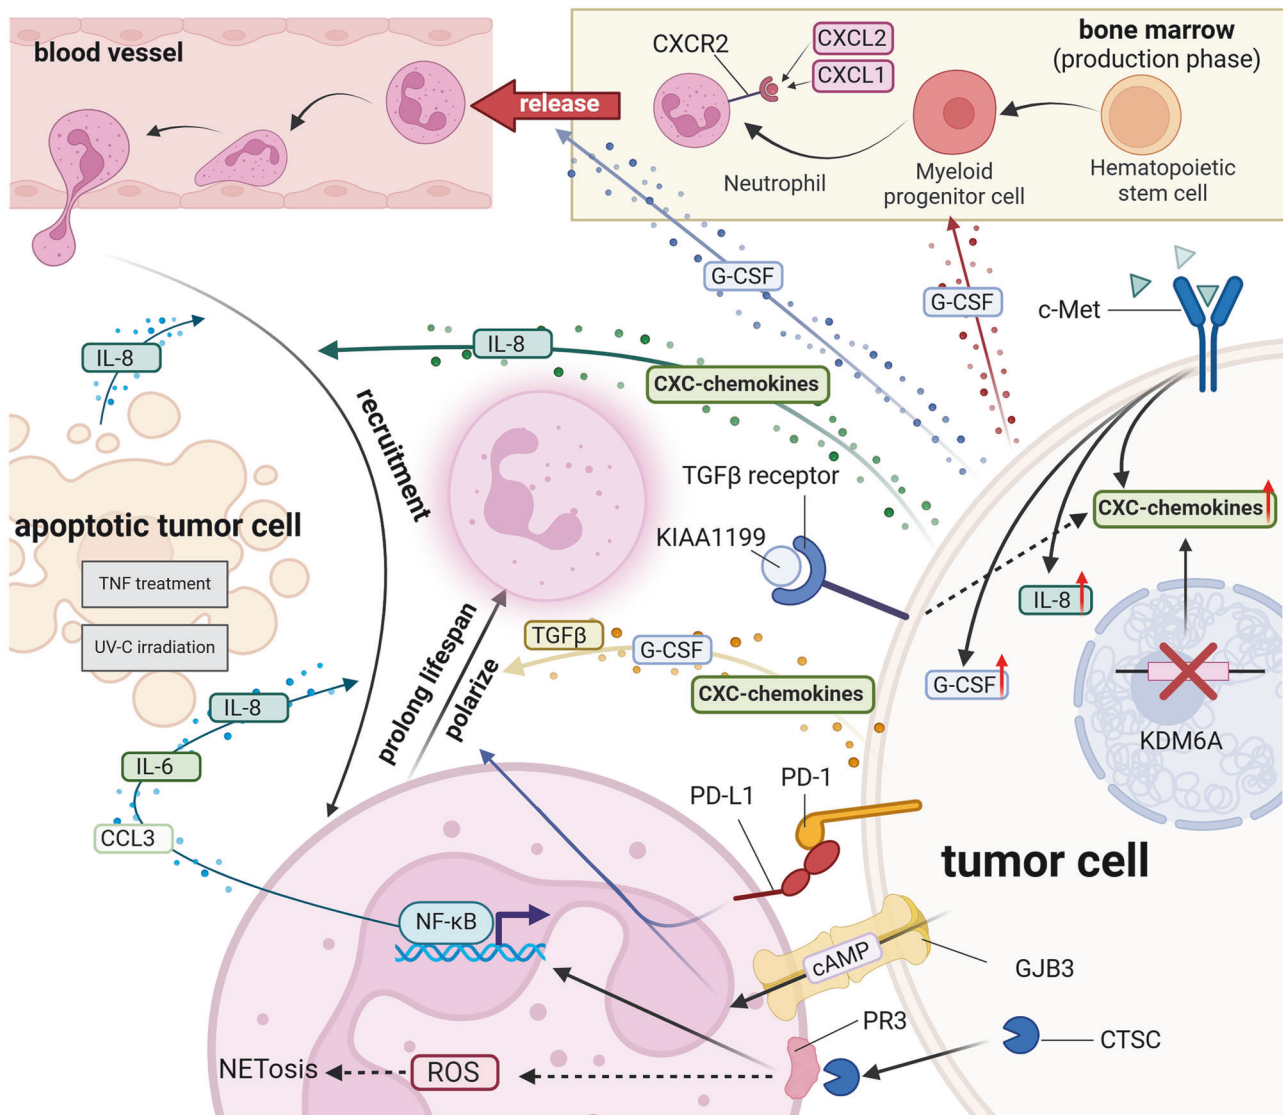 blood vessel
release
CXCR2
CXCL2
CXCL1
bone marrow
(production phase)
Neutrophil
Myeloid
progenitor cell
Hematopoietic
stem cell
G-CSF
G-CSF
c-Met
IL-8
IL-8
CXC-chemokines
recruitment
TGFβ receptor
KIAA1199
CXC-chemokines
apoptotic tumor cell
TNF treatment
UV-C irradiation
IL-8
G-CSF
KDM6A
prolong lifespan
polarize
TGFβ
G-CSF
CXC-chemokines
IL-8
IL-6
CCL3
PD-L1
PD-1
tumor cell
NF-κB
cAMP
GJB3
PR3
CTSC
NETosis
ROS